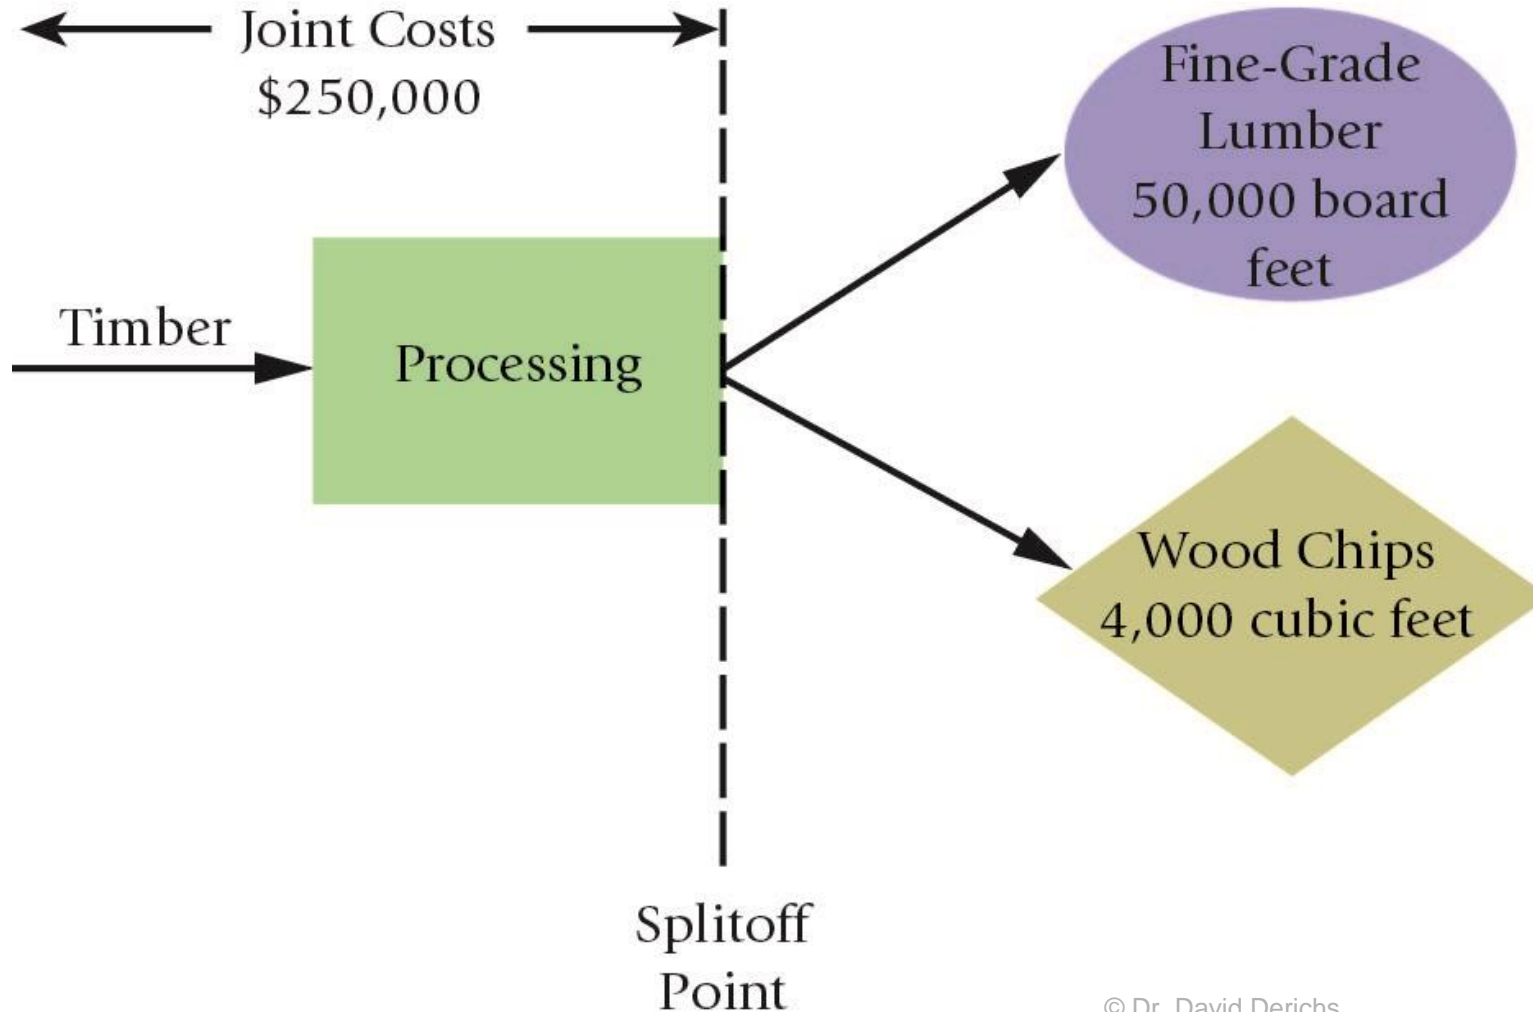 Joint Costs
$250,000
Fine-Grade
Lumber
50,000 board
feet
Timber
Processing
Wood Chips
4,000 cubic feet
Splitoff
Point
© Dr. David Derichs